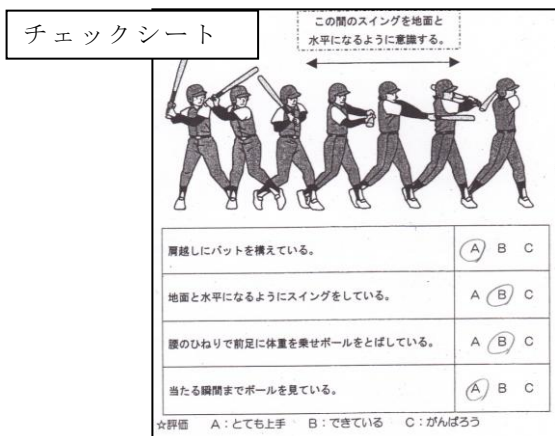 チェックシート
この間のスイングを地面と
水平になるように意識する。
肩越しにバットを構えている。 A B C
地面と水平になるようにスイングをしている。 A B C
腰のひねりで前足に体重を乗せボールをとばしている。 A B C
当たる瞬間までボールを見ている。 A B C
☆評価 A：とても上手 B：できている C：がんばろう